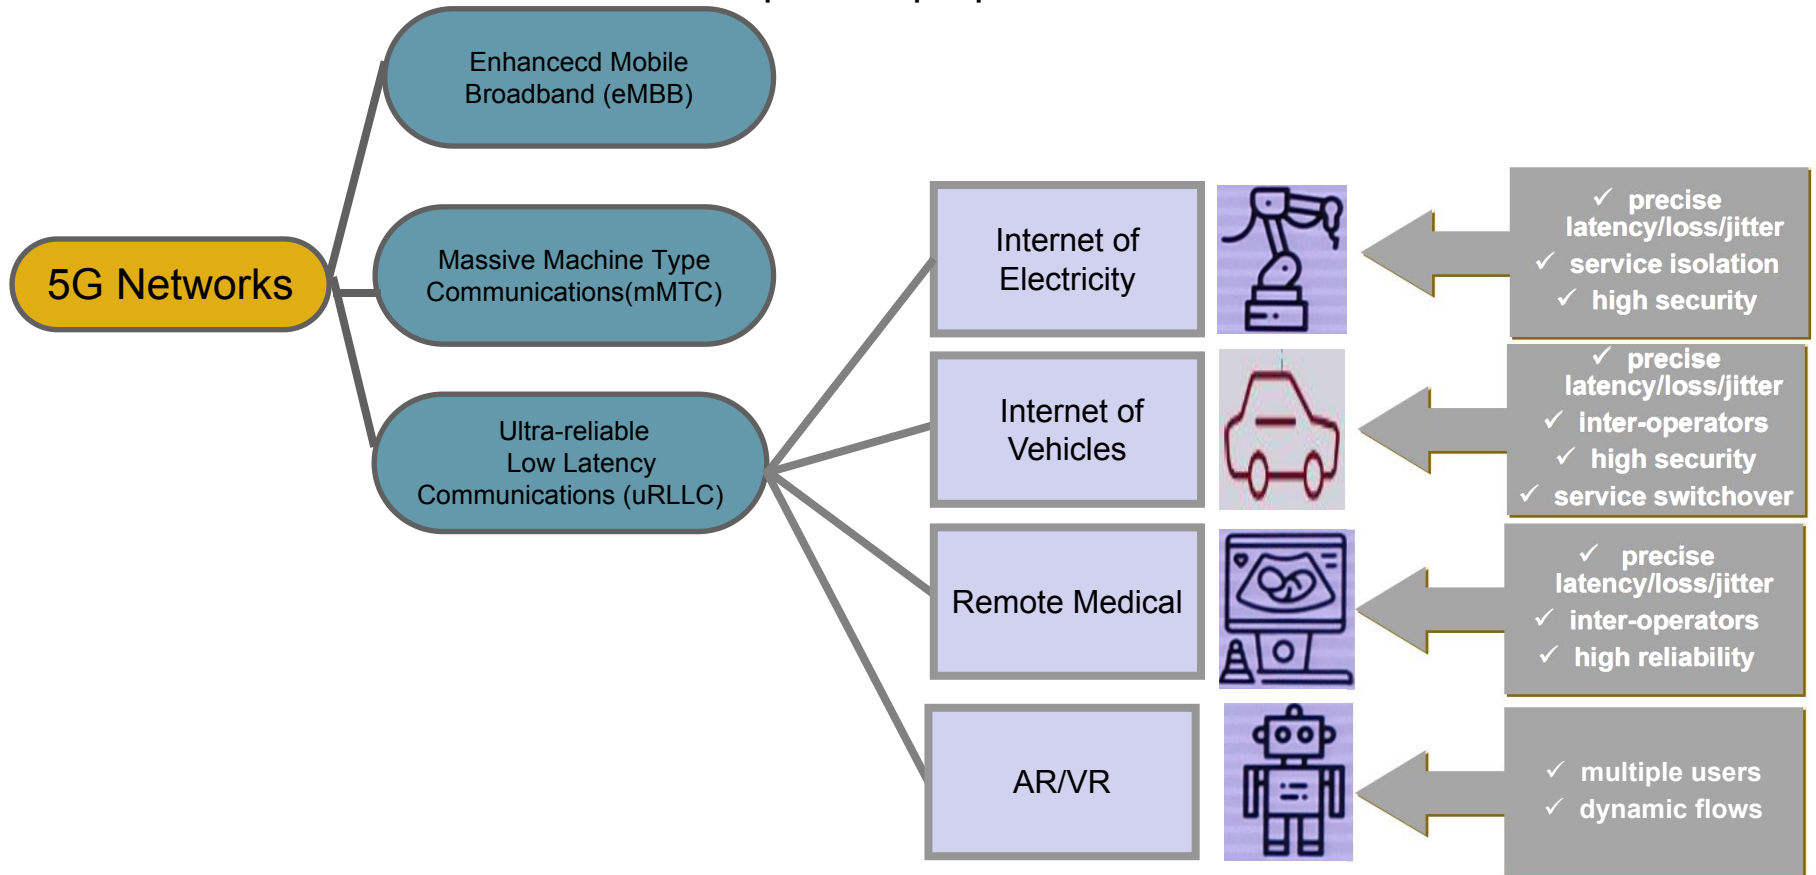 Enhancecd Mobile
Broadband (eMBB)
5G Networks
Massive Machine Type
Communications(mMTC)
Ultra-reliable
Low Latency
Communications (uRLLC)
Internet of
Electricity
✓ precise
latency/loss/jitter
✓ service isolation
✓ high security
Internet of
Vehicles
✓ precise
latency/loss/jitter
✓ inter-operators
✓ high security
✓ service switchover
Remote Medical
✓ precise
latency/loss/jitter
✓ inter-operators
✓ high reliability
AR/VR
✓ multiple users
✓ dynamic flows